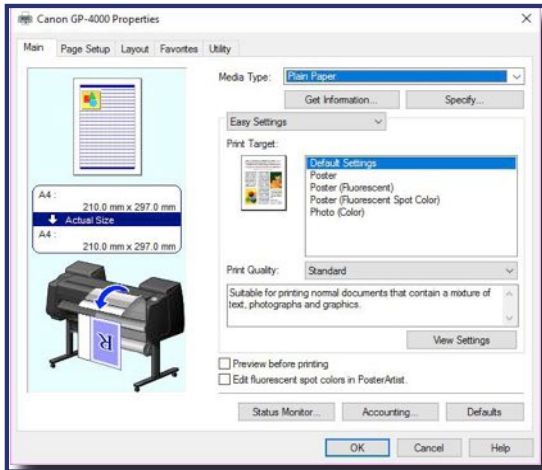 Canon GP-4000 Properties
Main Page Setup Layout Favorites Utility
Media Type: Plain Paper
Get Information... Specify...
Easy Settings
Print Target:
Default Settings
Poster
Poster (Fluorescent)
Poster (Fluorescent Spot Color)
Photo (Color)
A4 :
210.0 mm x 297.0 mm
Actual Size
A4 :
210.0 mm x 297.0 mm
R
Print Quality: Standard
Suitable for printing normal documents that contain a mixture of
text, photographs and graphics.
View Settings
Preview before printing
Edit fluorescent spot colors in PosterArtist.
Status Monitor... Accounting... Defaults
OK Cancel Help